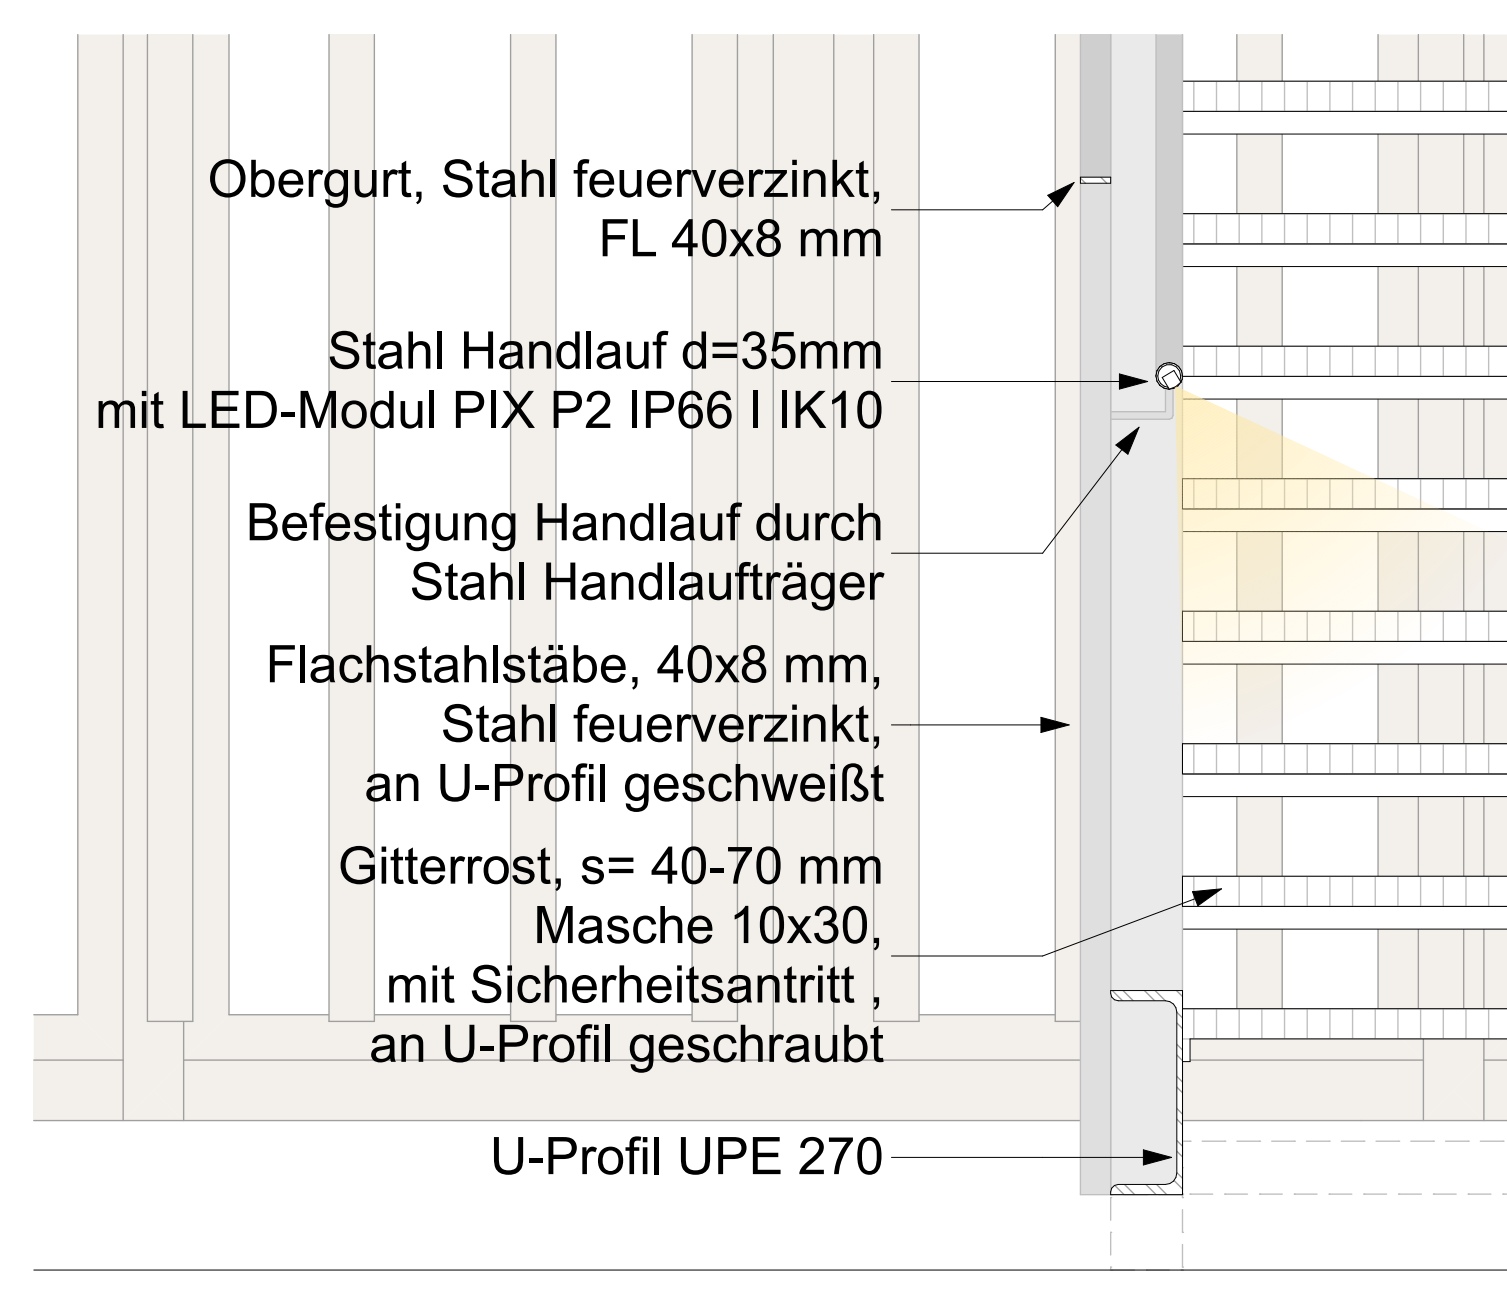 Obergurt, Stahl feuerverzinkt,
FL 40x8 mm
Stahl Handlauf d=35mm
mit LED-Modul PIX P2 IP66 I IK10
Befestigung Handlauf durch
Stahl Handlaufträger
Flachstahlstäbe, 40x8 mm,
Stahl feuerverzinkt,
an U-Profil geschweißt
Gitterrost, s= 40-70 mm
Masche 10x30,
mit Sicherheitsantritt ,
an U-Profil geschraubt
U-Profil UPE 270